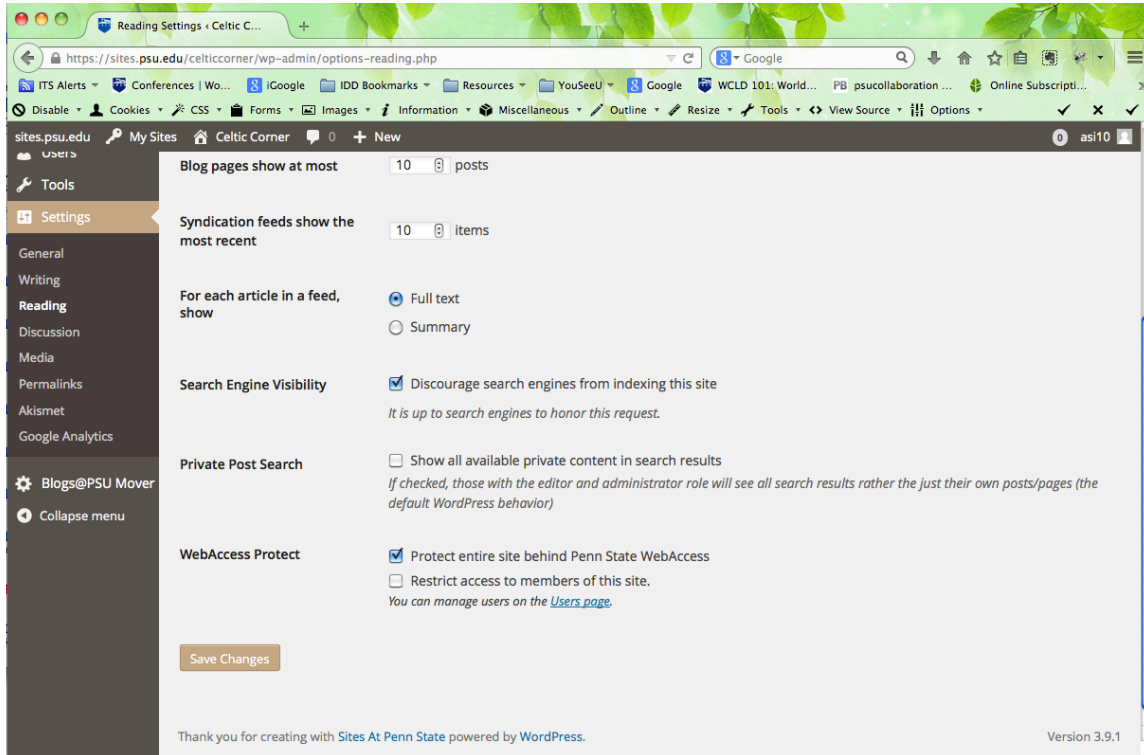 Reading Settings ‹ Celtic C...
https://sites.psu.edu/celticcorner/wp-admin/options-reading.php
Google
ITS Alerts Conferences | Wo... iGoogle IDD Bookmarks Resources YouSeeU Google WCLD 101: World... PB psucollaboration ... Online Subscripti...
Disable Cookies CSS Forms Images Information Miscellaneous Outline Resize Tools View Source Options
sites.psu.edu My Sites Celtic Corner 0 + New 0 asi10
Users
Tools
Settings
General
Writing
Reading
Discussion
Media
Permalinks
Akismet
Google Analytics
Blogs@PSU Mover
Collapse menu
Blog pages show at most 10 posts
Syndication feeds show the most recent 10 items
For each article in a feed, show
Full text
Summary
Search Engine Visibility
Discourage search engines from indexing this site
It is up to search engines to honor this request.
Private Post Search
Show all available private content in search results
If checked, those with the editor and administrator role will see all search results rather the just their own posts/pages (the
default WordPress behavior)
WebAccess Protect
Protect entire site behind Penn State WebAccess
Restrict access to members of this site.
You can manage users on the Users page.
Save Changes
Thank you for creating with Sites At Penn State powered by WordPress. Version 3.9.1